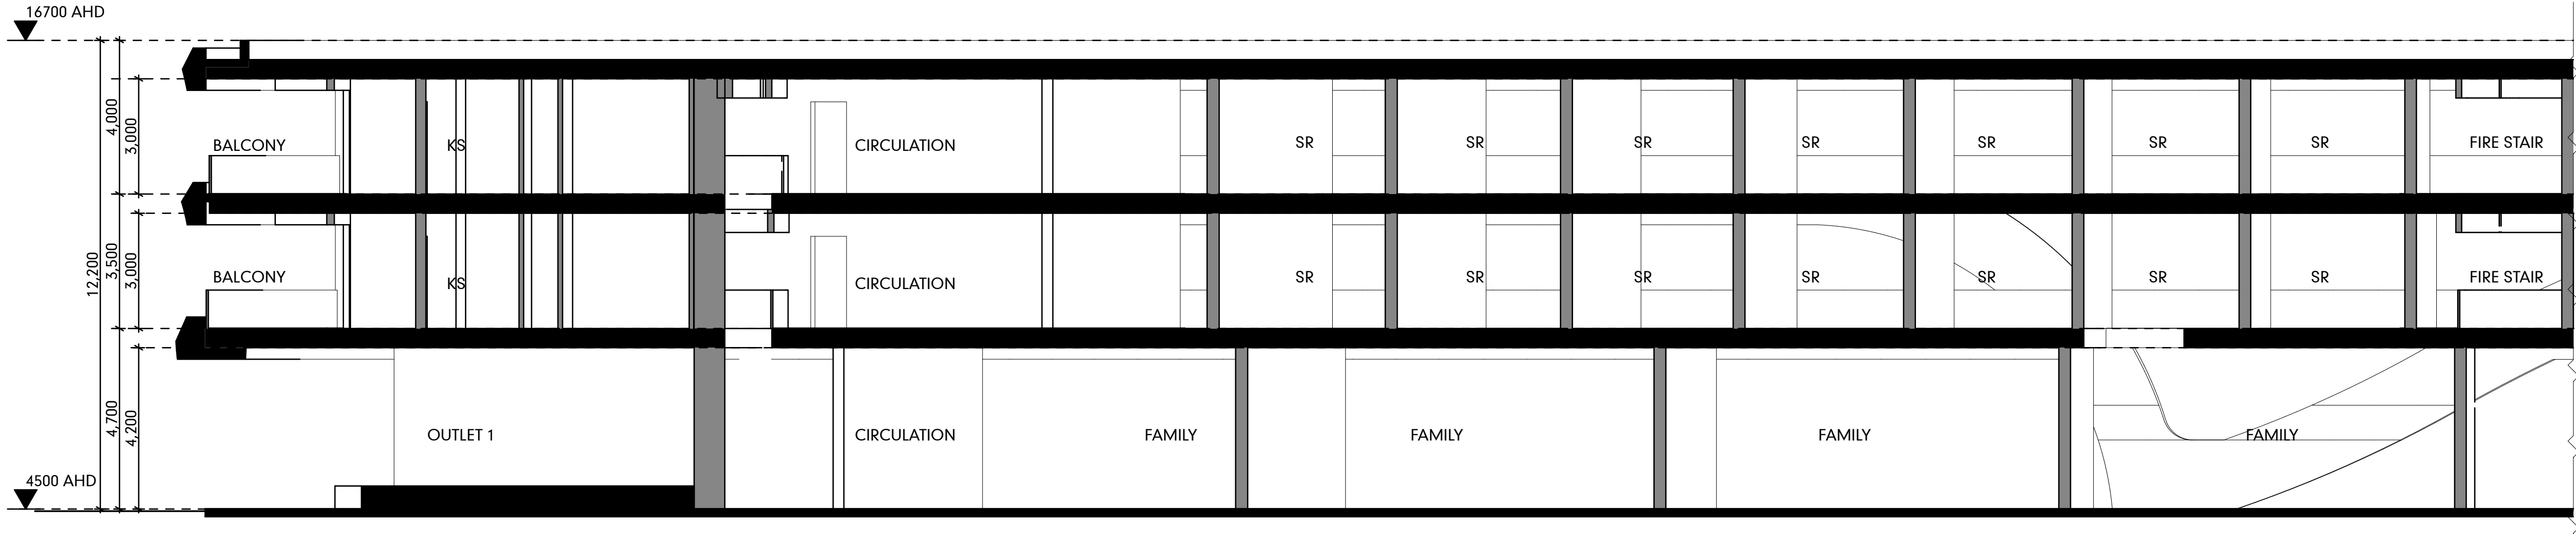 16700 AHD
4,000
3,000
BALCONY
KS
CIRCULATION
SR
SR
SR
SR
SR
SR
SR
FIRE STAIR
12,200
3,500
3,000
BALCONY
KS
CIRCULATION
SR
SR
SR
SR
SR
SR
SR
FIRE STAIR
4,700
4,200
OUTLET 1
CIRCULATION
FAMILY
FAMILY
FAMILY
FAMILY
4500 AHD